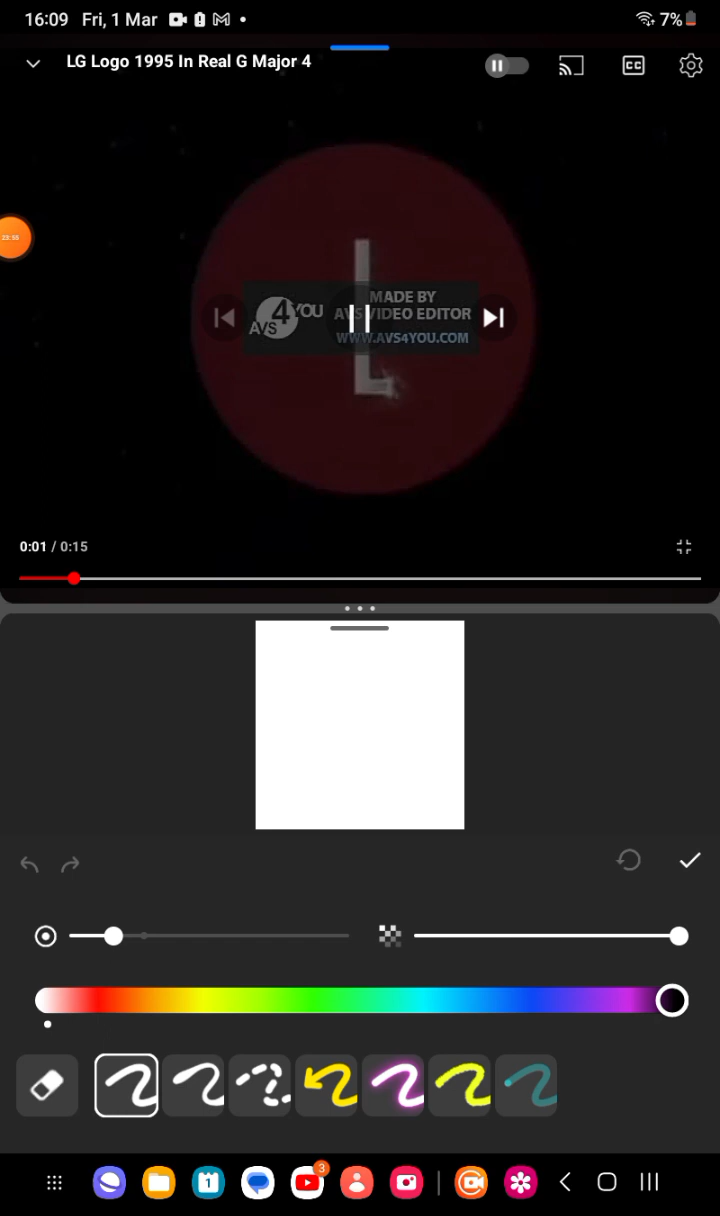 16:09 Fri, 1 Mar
7%
LG Logo 1995 In Real G Major 4
CC
L
AVS 4 YOU
MADE BY
AVS VIDEO EDITOR
WWW.AVS4YOU.COM
0:01 / 0:15
1
3